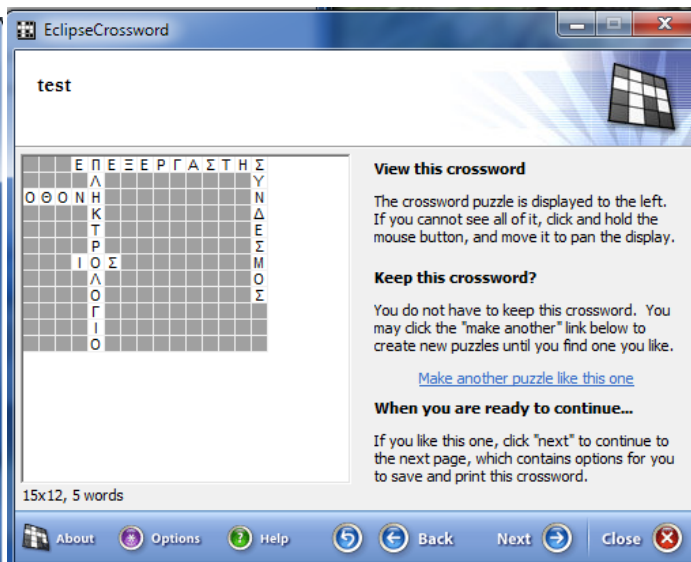 EclipseCrossword
test
Ε Π Ε Ξ Ε Ρ Γ Α Σ Τ Η Σ
Λ Υ
Ο Θ Ο Ν Η Ν
Κ Δ
Τ Ε
Ρ Σ
Ι Ο Σ Μ
Λ Ο
Ο Σ
Γ
Ι
Ο
15x12, 5 words
View this crossword
The crossword puzzle is displayed to the left.
If you cannot see all of it, click and hold the
mouse button, and move it to pan the display.
Keep this crossword?
You do not have to keep this crossword. You
may click the "make another" link below to
create new puzzles until you find one you like.
Make another puzzle like this one
When you are ready to continue...
If you like this one, click "next" to continue to
the next page, which contains options for you
to save and print this crossword.
About Options Help Back Next Close